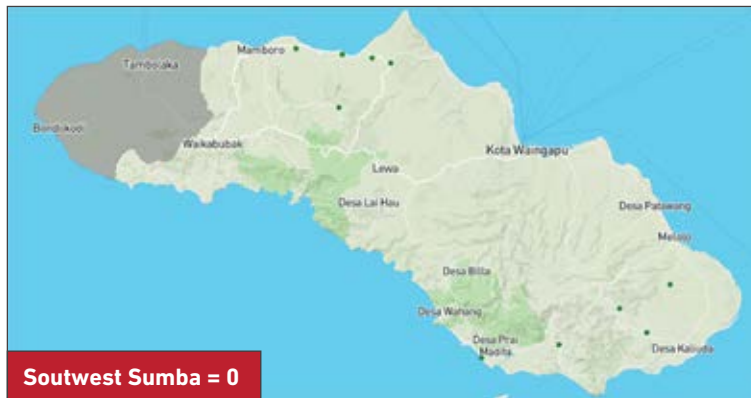 Mamboro
Tambolaka
Bondokodi
Waikabubak
Kota Waingapu
Lewa
Desa Lai Hau
Desa Patawang
Melolo
Desa Billa
Desa Wahang
Desa Prai
Madita
Desa Kaliuda
Soutwest Sumba = 0